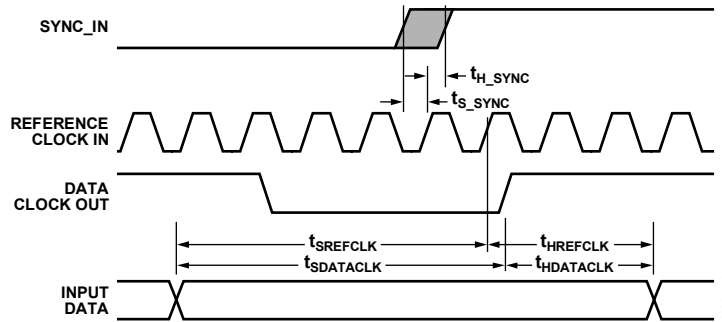 SYNC_IN
tH_SYNC
tS_SYNC
REFERENCE
CLOCK IN
DATA
CLOCK OUT
tSREFCLK
tHREFCLK
tSDATACLK
tHDATACLK
INPUT
DATA